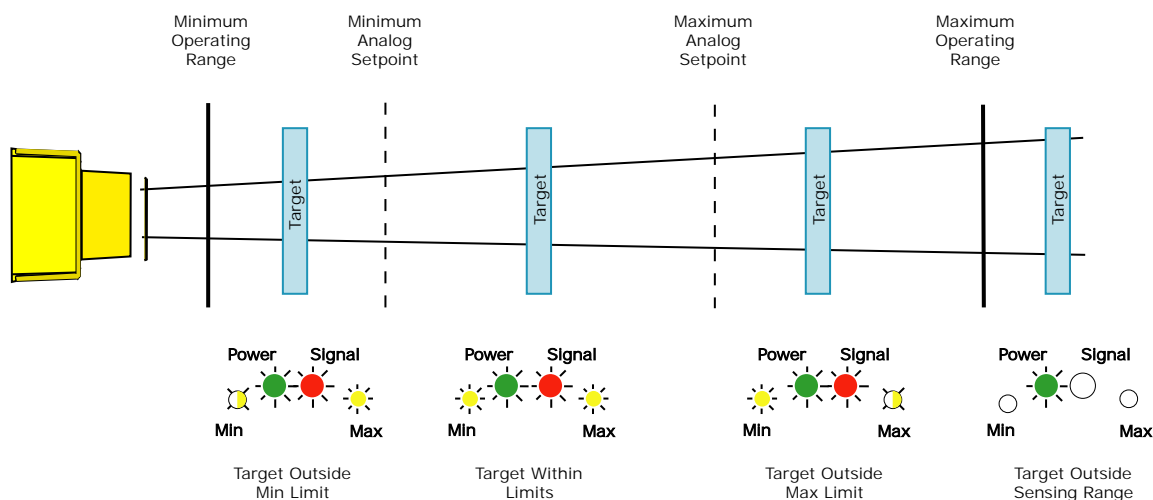 Minimum
Operating
Range
Minimum
Analog
Setpoint
Maximum
Analog
Setpoint
Maximum
Operating
Range
Target
Target
Target
Target
Power Signal
Min Max
Target Outside
Min Limit
Power Signal
Min Max
Target Within
Limits
Power Signal
Min Max
Target Outside
Max Limit
Power Signal
Min Max
Target Outside
Sensing Range